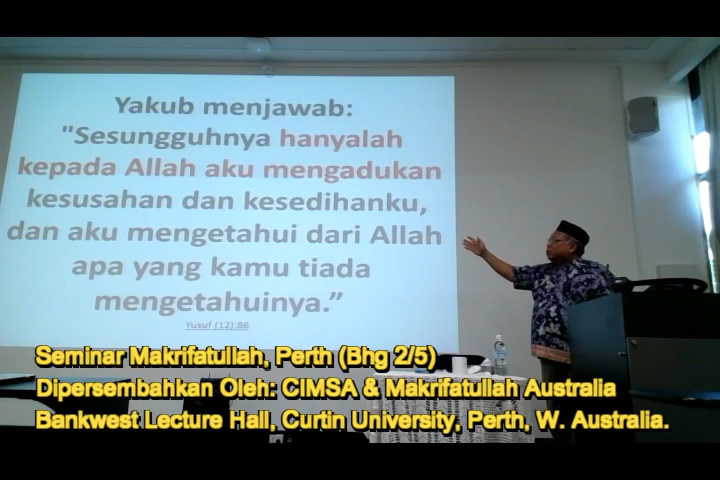 Yakub menjawab:
"Sesungguhnya hanyalah
kepada Allah aku mengadukan
kesusahan dan kesedihanku,
dan aku mengetahui dari Allah
apa yang kamu tiada
mengetahuinya.”
Yusuf (12):86
Seminar Makrifatullah, Perth (Bhg 2/5)
Dipersembahkan Oleh: CIMSA & Makrifatullah Australia
Bankwest Lecture Hall, Curtin University, Perth, W. Australia.